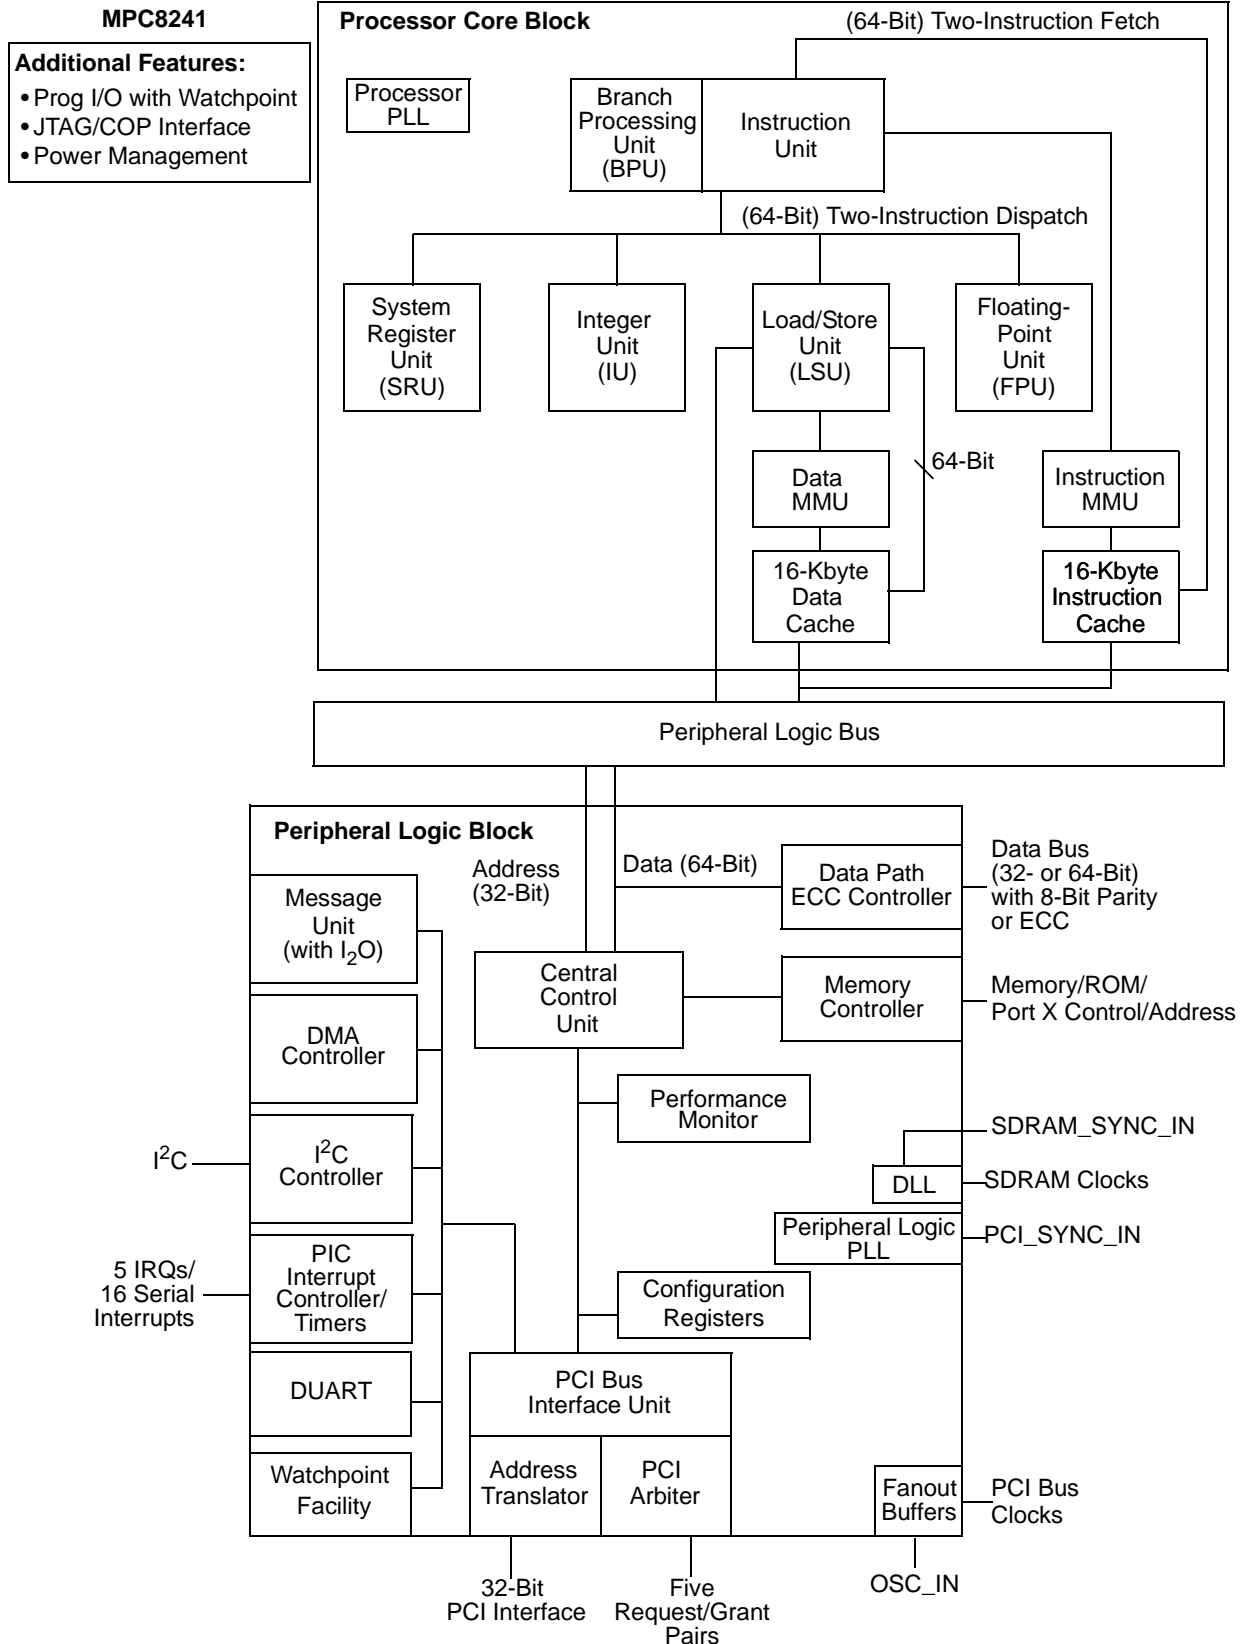 MPC8241
Additional Features:
• Prog I/O with Watchpoint
• JTAG/COP Interface
• Power Management
Processor Core Block
(64-Bit) Two-Instruction Fetch
Processor
PLL
Branch
Processing
Unit
(BPU)
Instruction
Unit
(64-Bit) Two-Instruction Dispatch
System
Register
Unit
(SRU)
Integer
Unit
(IU)
Load/Store
Unit
(LSU)
Floating-
Point
Unit
(FPU)
64-Bit
Data
MMU
Instruction
MMU
16-Kbyte
Data
Cache
16-Kbyte
Instruction
Cache
Peripheral Logic Bus
Peripheral Logic Block
Address
(32-Bit)
Data (64-Bit)
Data Path
ECC Controller
Data Bus
(32- or 64-Bit)
with 8-Bit Parity
or ECC
Message
Unit
(with I2O)
Central
Control
Unit
Memory
Controller
Memory/ROM/
Port X Control/Address
DMA
Controller
Performance
Monitor
SDRAM_SYNC_IN
I2C
I2C
Controller
DLL
SDRAM Clocks
Peripheral Logic
PLL
PCI_SYNC_IN
5 IRQs/
16 Serial
Interrupts
PIC
Interrupt
Controller/
Timers
Configuration
Registers
DUART
PCI Bus
Interface Unit
Watchpoint
Facility
Address
Translator
PCI
Arbiter
Fanout
Buffers
PCI Bus
Clocks
32-Bit
PCI Interface
Five
Request/Grant
Pairs
OSC_IN